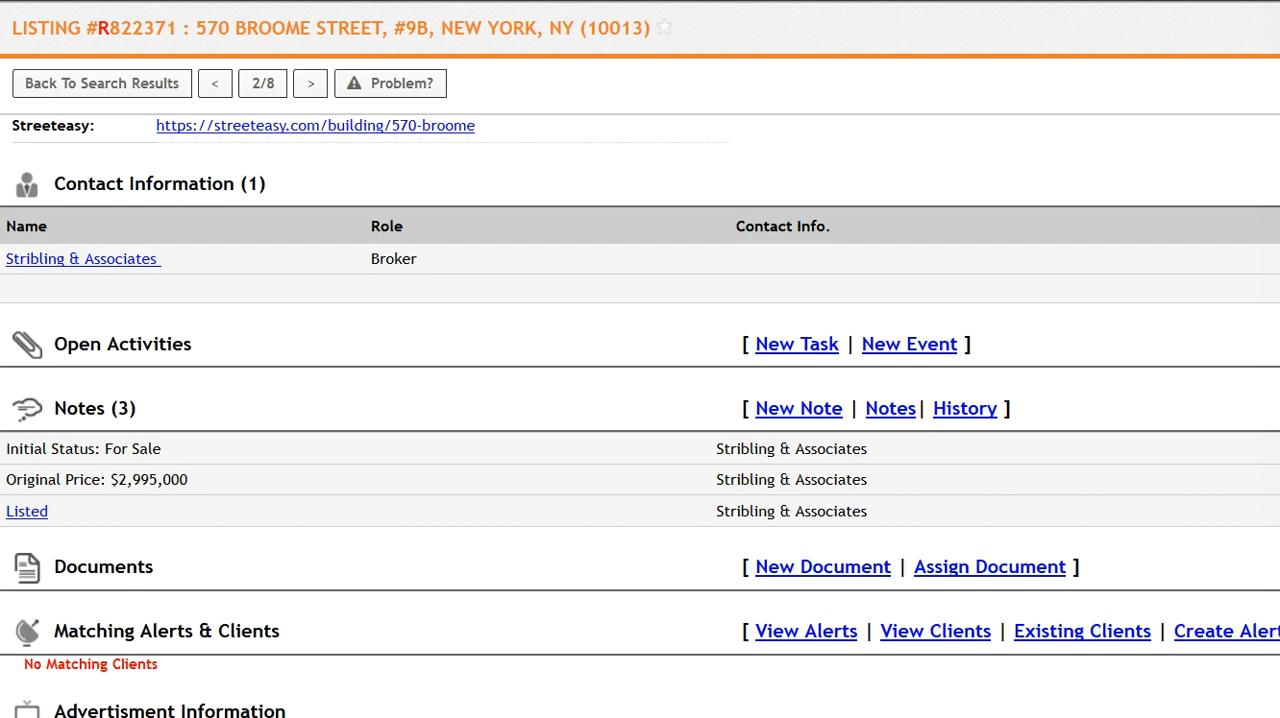 LISTING #R822371 : 570 BROOME STREET, #9B, NEW YORK, NY (10013)
Back To Search Results < 2/8 > Problem?
Streeteasy: https://streeteasy.com/building/570-broome
Contact Information (1)
Name Role Contact Info.
Stribling & Associates Broker
Open Activities [ New Task | New Event ]
Notes (3) [ New Note | Notes| History ]
Initial Status: For Sale Stribling & Associates
Original Price: $2,995,000 Stribling & Associates
Listed Stribling & Associates
Documents [ New Document | Assign Document ]
Matching Alerts & Clients [ View Alerts | View Clients | Existing Clients | Create Alert
No Matching Clients
Advertisment Information